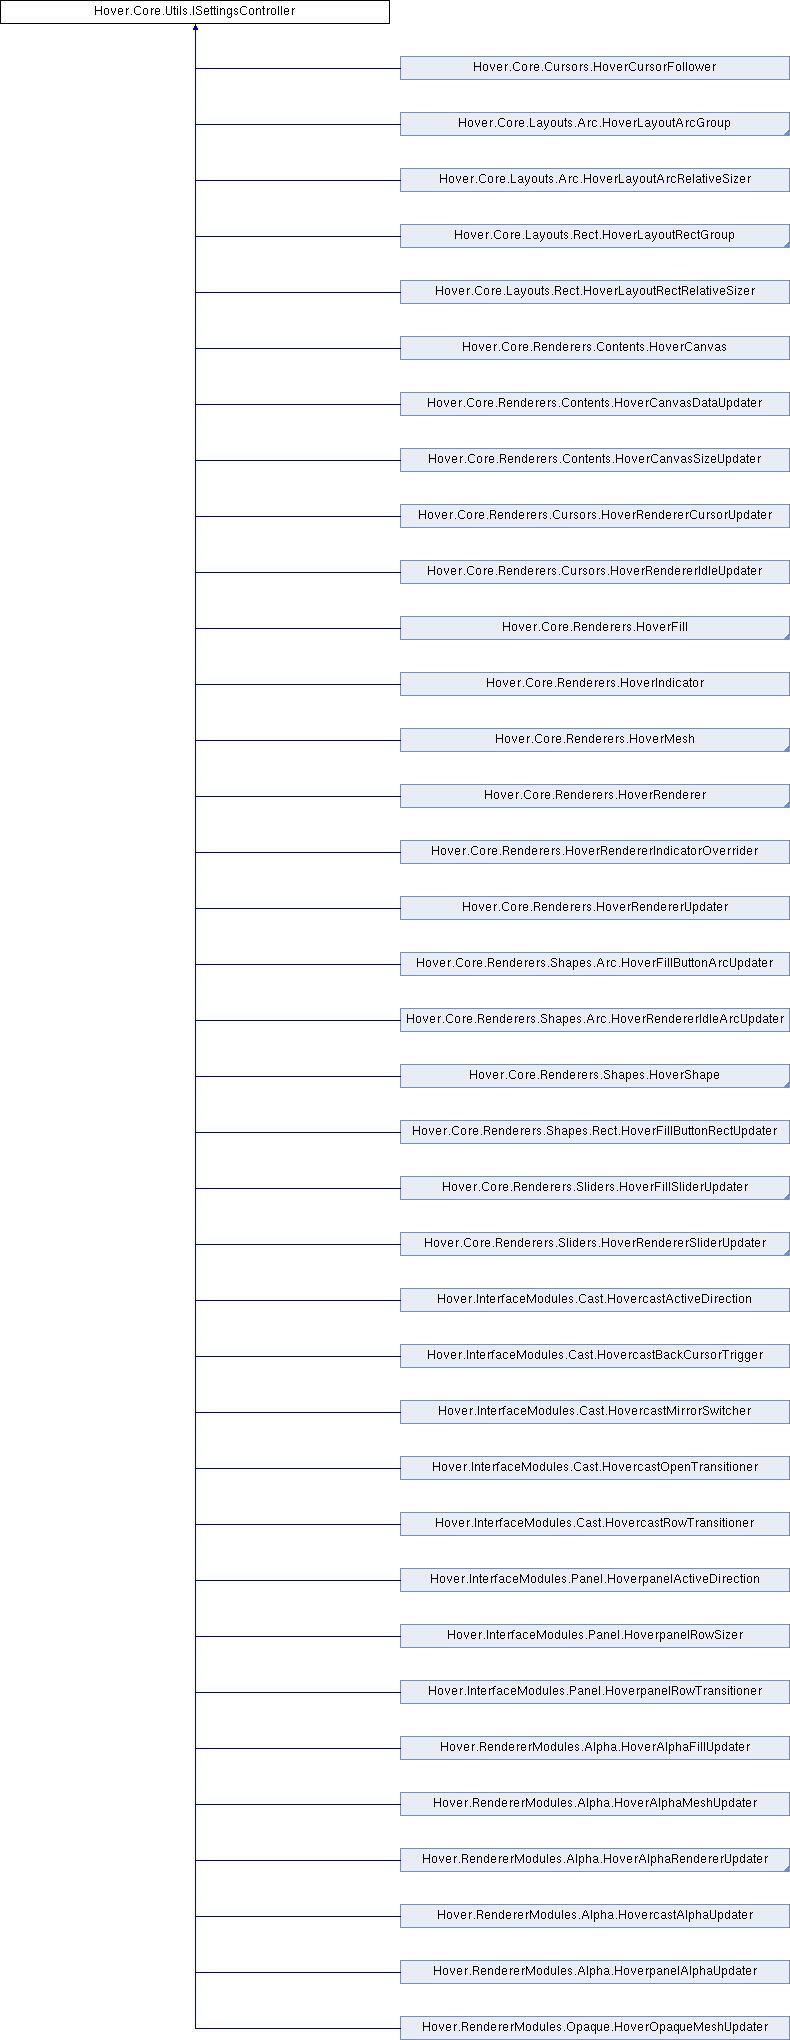 Hover.Core.Utils.ISettingsController
Hover.Core.Cursors.HoverCursorFollower
Hover.Core.Layouts.Arc.HoverLayoutArcGroup
Hover.Core.Layouts.Arc.HoverLayoutArcRelativeSizer
Hover.Core.Layouts.Rect.HoverLayoutRectGroup
Hover.Core.Layouts.Rect.HoverLayoutRectRelativeSizer
Hover.Core.Renderers.Contents.HoverCanvas
Hover.Core.Renderers.Contents.HoverCanvasDataUpdater
Hover.Core.Renderers.Contents.HoverCanvasSizeUpdater
Hover.Core.Renderers.Cursors.HoverRendererCursorUpdater
Hover.Core.Renderers.Cursors.HoverRendererIdleUpdater
Hover.Core.Renderers.HoverFill
Hover.Core.Renderers.HoverIndicator
Hover.Core.Renderers.HoverMesh
Hover.Core.Renderers.HoverRenderer
Hover.Core.Renderers.HoverRendererIndicatorOverrider
Hover.Core.Renderers.HoverRendererUpdater
Hover.Core.Renderers.Shapes.Arc.HoverFillButtonArcUpdater
Hover.Core.Renderers.Shapes.Arc.HoverRendererIdleArcUpdater
Hover.Core.Renderers.Shapes.HoverShape
Hover.Core.Renderers.Shapes.Rect.HoverFillButtonRectUpdater
Hover.Core.Renderers.Sliders.HoverFillSliderUpdater
Hover.Core.Renderers.Sliders.HoverRendererSliderUpdater
Hover.InterfaceModules.Cast.HovercastActiveDirection
Hover.InterfaceModules.Cast.HovercastBackCursorTrigger
Hover.InterfaceModules.Cast.HovercastMirrorSwitcher
Hover.InterfaceModules.Cast.HovercastOpenTransitioner
Hover.InterfaceModules.Cast.HovercastRowTransitioner
Hover.InterfaceModules.Panel.HoverpanelActiveDirection
Hover.InterfaceModules.Panel.HoverpanelRowSizer
Hover.InterfaceModules.Panel.HoverpanelRowTransitioner
Hover.RendererModules.Alpha.HoverAlphaFillUpdater
Hover.RendererModules.Alpha.HoverAlphaMeshUpdater
Hover.RendererModules.Alpha.HoverAlphaRendererUpdater
Hover.RendererModules.Alpha.HovercastAlphaUpdater
Hover.RendererModules.Alpha.HoverpanelAlphaUpdater
Hover.RendererModules.Opaque.HoverOpaqueMeshUpdater